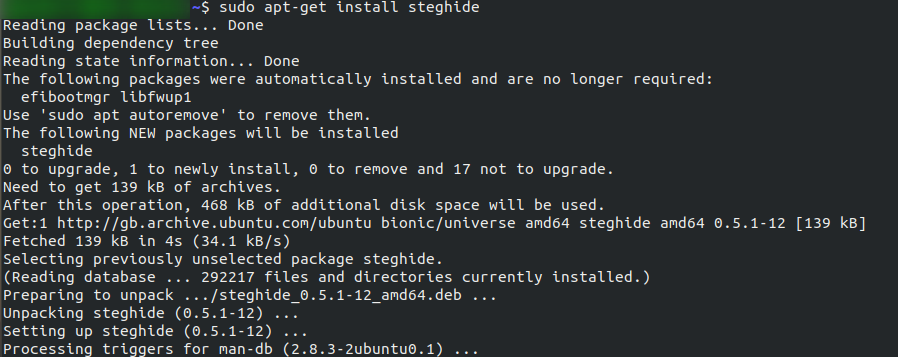 ~$ sudo apt-get install steghide
Reading package lists... Done
Building dependency tree
Reading state information... Done
The following packages were automatically installed and are no longer required:
  efibootmgr libfwup1
Use 'sudo apt autoremove' to remove them.
The following NEW packages will be installed
  steghide
0 to upgrade, 1 to newly install, 0 to remove and 17 not to upgrade.
Need to get 139 kB of archives.
After this operation, 468 kB of additional disk space will be used.
Get:1 http://gb.archive.ubuntu.com/ubuntu bionic/universe amd64 steghide amd64 0.5.1-12 [139 kB]
Fetched 139 kB in 4s (34.1 kB/s)
Selecting previously unselected package steghide.
(Reading database ... 292217 files and directories currently installed.)
Preparing to unpack .../steghide_0.5.1-12_amd64.deb ...
Unpacking steghide (0.5.1-12) ...
Setting up steghide (0.5.1-12) ...
Processing triggers for man-db (2.8.3-2ubuntu0.1) ...